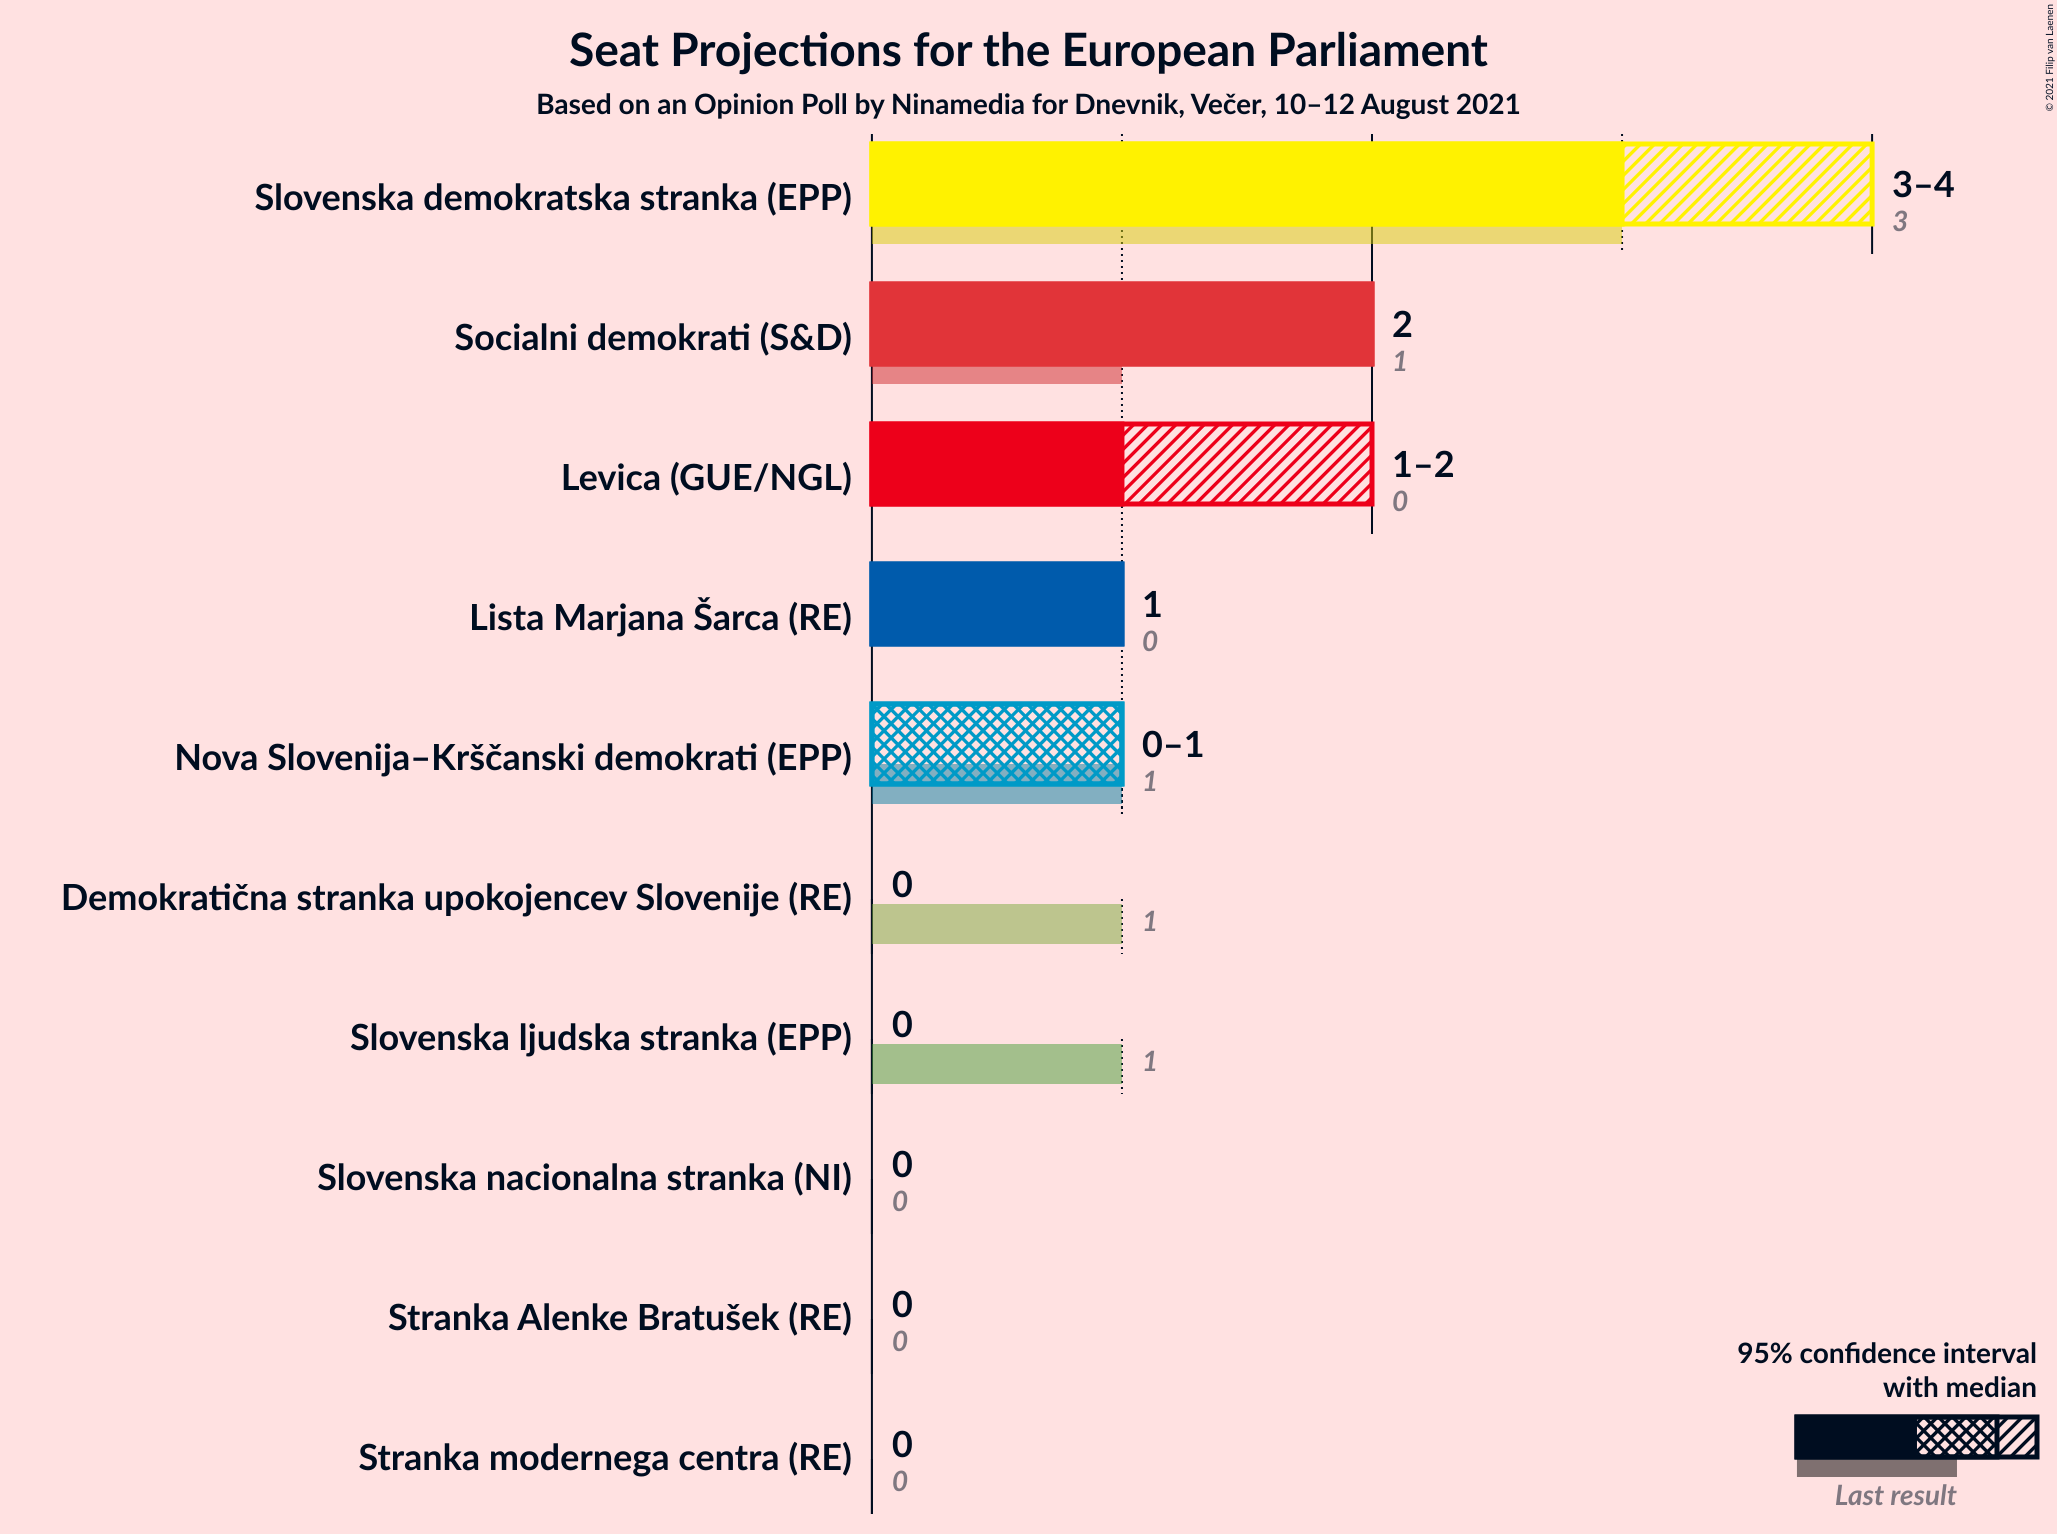 Seat Projections for the European Parliament
Based on an Opinion Poll by Ninamedia for Dnevnik, Večer, 10–12 August 2021
© 2021 Filip van Laenen
Slovenska demokratska stranka (EPP)
3–4
3
Socialni demokrati (S&D)
2
1
Levica (GUE/NGL)
1–2
0
Lista Marjana Šarca (RE)
1
0
Nova Slovenija–Krščanski demokrati (EPP)
0–1
1
Demokratična stranka upokojencev Slovenije (RE)
0
1
Slovenska ljudska stranka (EPP)
0
1
Slovenska nacionalna stranka (NI)
0
0
Stranka Alenke Bratušek (RE)
0
0
Stranka modernega centra (RE)
0
0
95% confidence interval
with median
Last result